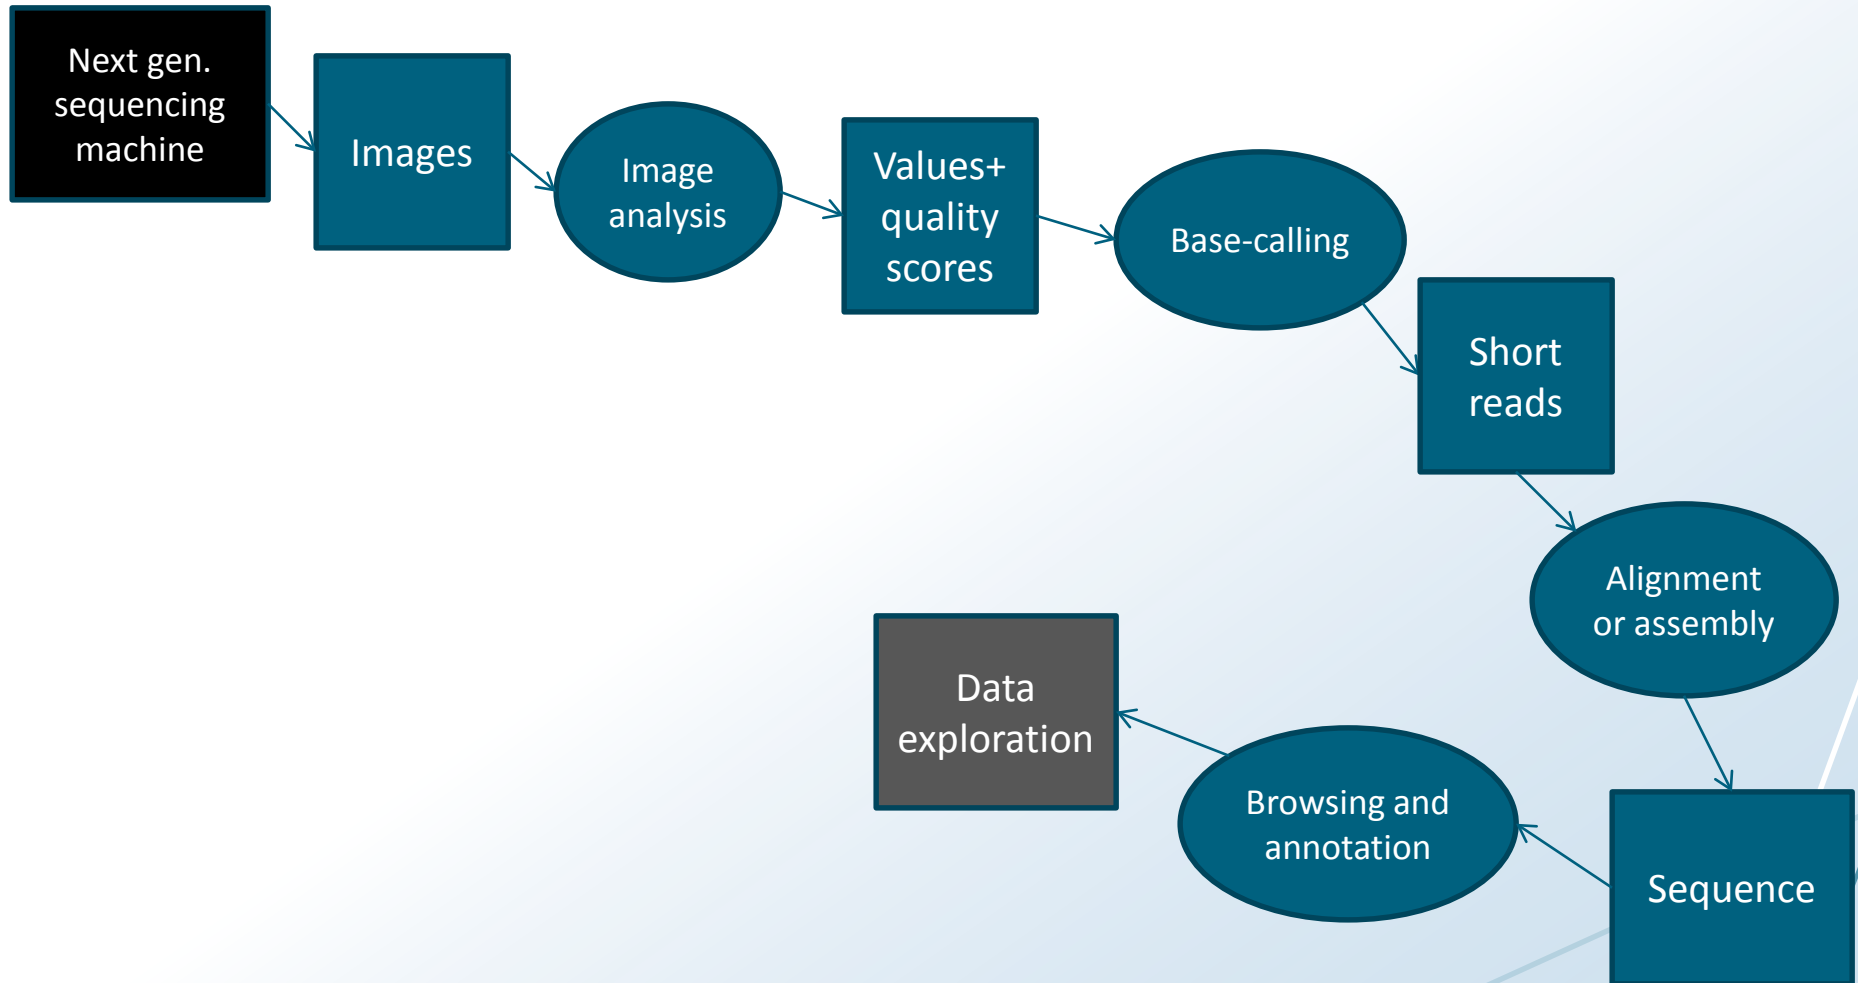 Next gen.
sequencing
machine
Images
Image
analysis
Values+
quality
scores
Base-calling
Short
reads
Alignment
or assembly
Sequence
Browsing and
annotation
Data
exploration